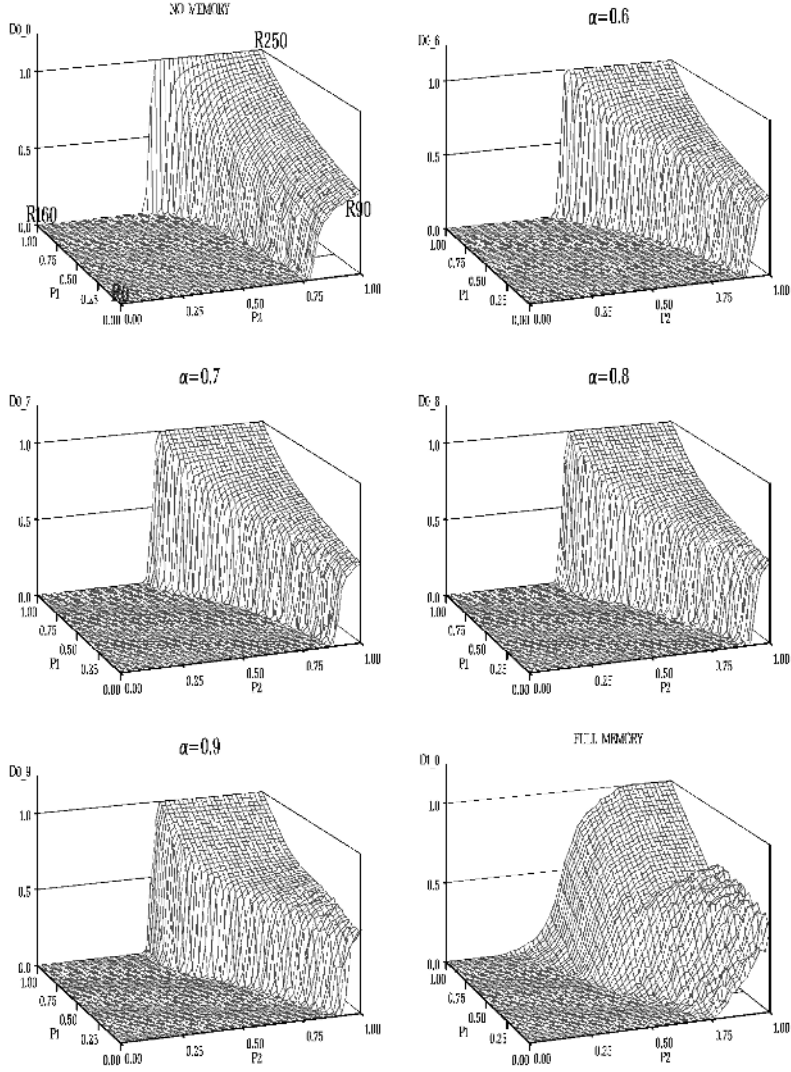 NO MEMORY
D0_0
R250
1.0
0.5
R90
R160
0.0
1.00
0.75
0.50
0.25
R0
P1
0.00 0.00
0.25
0.50
P2
0.75
1.00
α=0.6
D0_6
1.0
0.5
0.0
1.00
0.75
0.50
P1
0.25
0.00 0.00
0.25
0.50
P2
0.75
1.00
α=0.7
D0_7
1.0
0.5
0.0
1.00
0.75
0.50
P1
0.25
0.00 0.00
0.25
0.50
P2
0.75
1.00
α=0.8
D0_8
1.0
0.5
0.0
1.00
0.75
0.50
P1
0.25
0.00 0.00
0.25
0.50
P2
0.75
1.00
α=0.9
D0_9
1.0
0.5
0.0
1.00
0.75
0.50
P1
0.25
0.00 0.00
0.25
0.50
P2
0.75
1.00
FULL MEMORY
D1_0
1.0
0.5
0.0
1.00
0.75
0.50
P1
0.25
0.00 0.00
0.25
0.50
P2
0.75
1.00